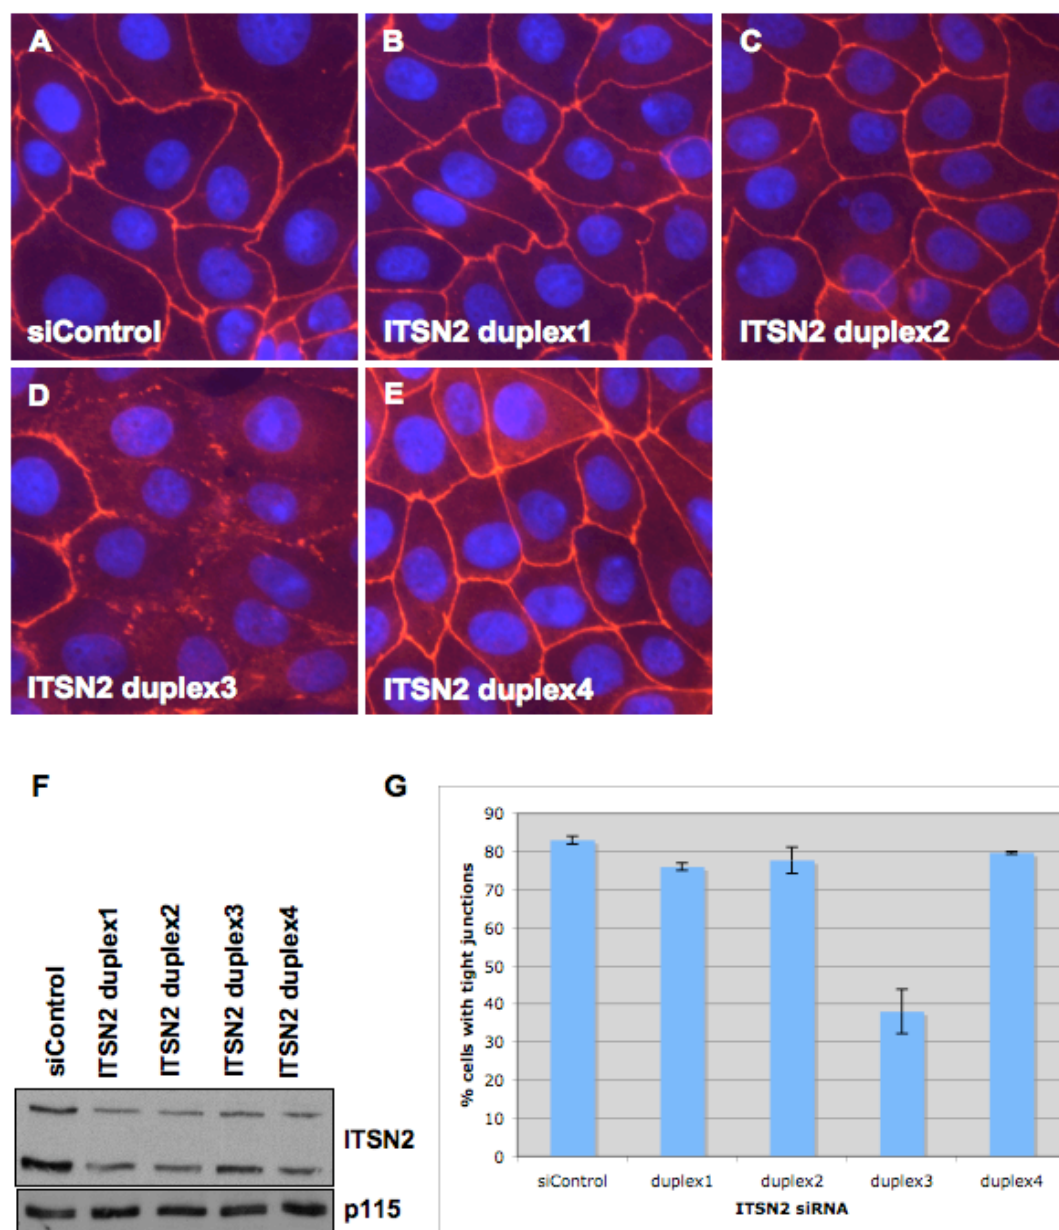 A
B
C
siControl
ITSN2 duplex1
ITSN2 duplex2
D
E
ITSN2 duplex3
ITSN2 duplex4
F
siControl
ITSN2 duplex1
ITSN2 duplex2
ITSN2 duplex3
ITSN2 duplex4
ITSN2
p115
G
% cells with tight junctions
90
80
70
60
50
40
30
20
10
0
siControl
duplex1
duplex2
duplex3
duplex4
ITSN2 siRNA